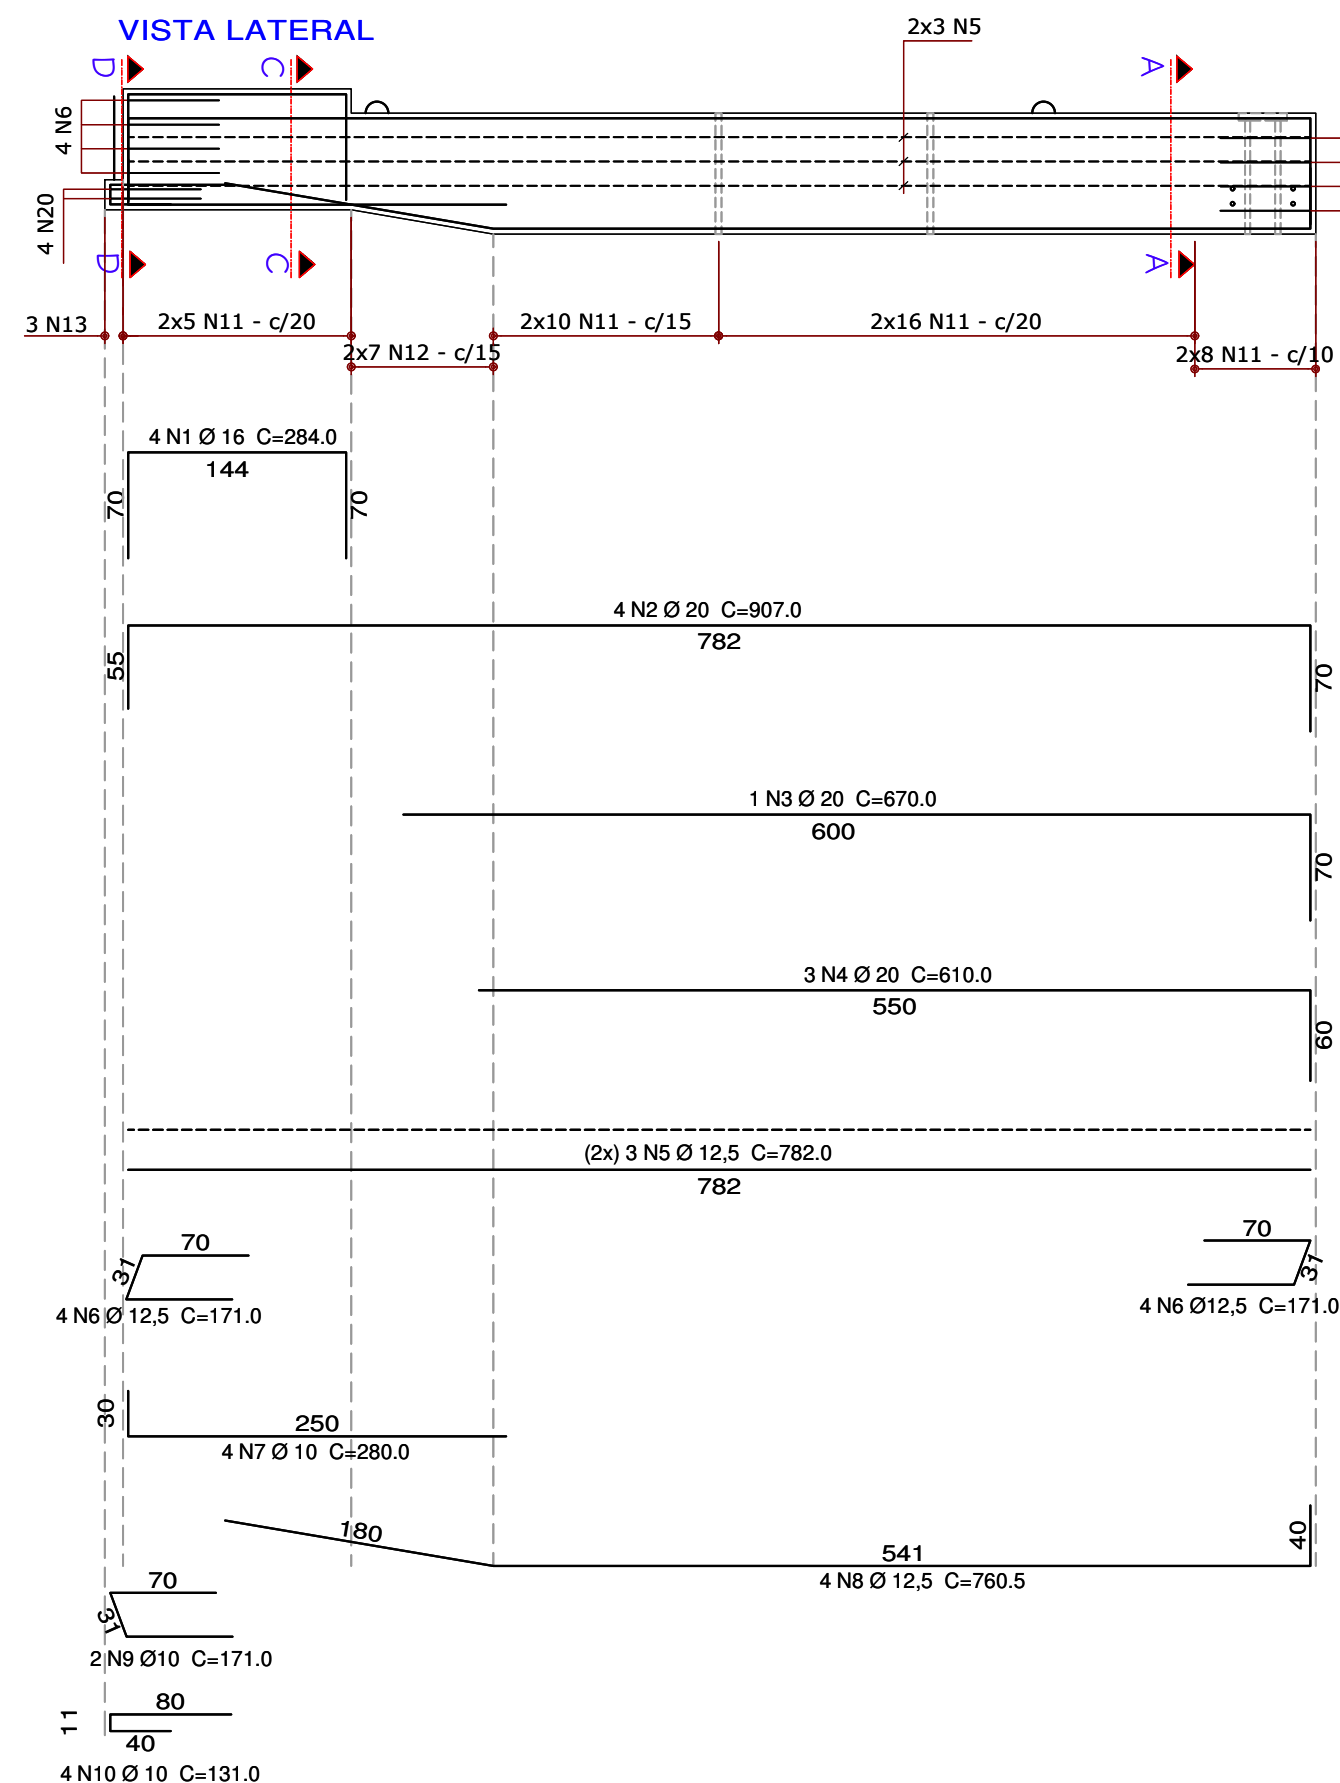 VISTA LATERAL
2x3 N5
D
C
A
4 N6
4 N20
D
C
A
3 N13
2x5 N11 - c/20
2x10 N11 - c/15
2x16 N11 - c/20
2x7 N12 - c/15
2x8 N11 - c/10
4 N1 Ø 16 C=284.0
144
70
70
4 N2 Ø 20 C=907.0
782
55
70
1 N3 Ø 20 C=670.0
600
70
3 N4 Ø 20 C=610.0
550
60
(2x) 3 N5 Ø 12,5 C=782.0
782
70
31
4 N6 Ø 12,5 C=171.0
70
31
4 N6 Ø12,5 C=171.0
30
250
4 N7 Ø 10 C=280.0
180
541
40
4 N8 Ø 12,5 C=760.5
70
31
2 N9 Ø10 C=171.0
80
11
40
4 N10 Ø 10 C=131.0